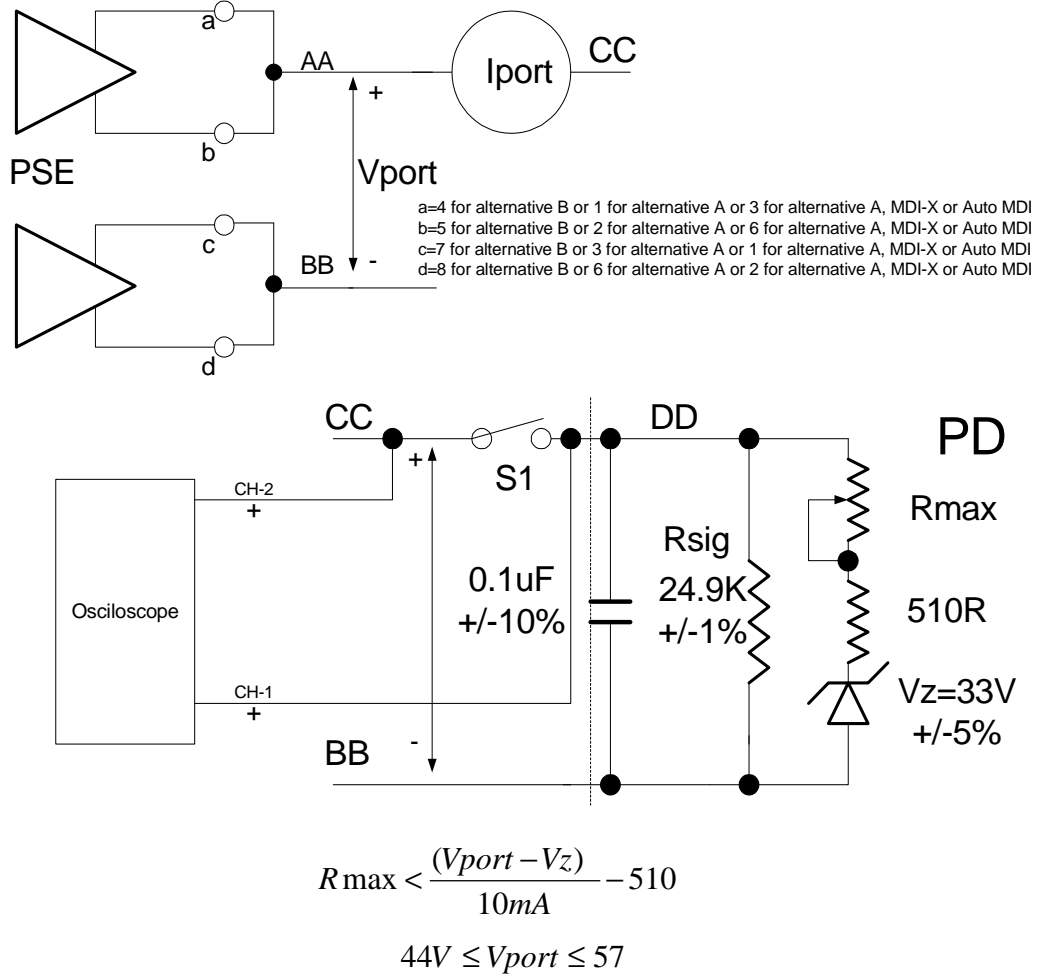 a
AA
CC
Iport
+
b
PSE
Vport
a=4 for alternative B or 1 for alternative A or 3 for alternative A, MDI-X or Auto MDI
b=5 for alternative B or 2 for alternative A or 6 for alternative A, MDI-X or Auto MDI
c=7 for alternative B or 3 for alternative A or 1 for alternative A, MDI-X or Auto MDI
d=8 for alternative B or 6 for alternative A or 2 for alternative A, MDI-X or Auto MDI
c
BB
-
d
CC
DD
PD
+
S1
CH-2
+
Rmax
Rsig
0.1uF
24.9K
+/-10%
+/-1%
Osciloscope
510R
CH-1
+
Vz=33V
+/-5%
-
BB
R max < (Vport − Vz) / 10mA − 510
44V ≤ Vport ≤ 57